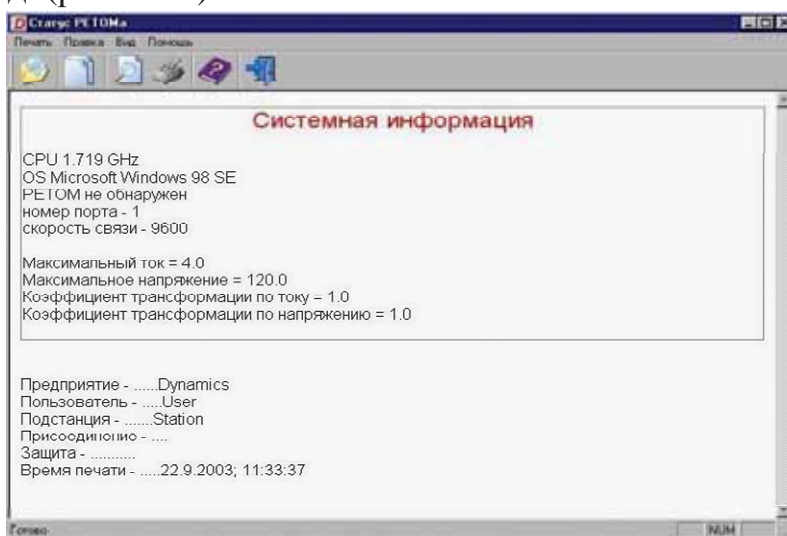 Статус РЕТОМа
Печать Правка Вид Помощь
Системная информация
CPU 1.719 GHz
OS Microsoft Windows 98 SE
РЕТОМ не обнаружен
номер порта - 1
скорость связи - 9600
Максимальный ток = 4.0
Максимальное напряжение = 120.0
Коэффициент трансформации по току = 1.0
Коэффициент трансформации по напряжению = 1.0
Предприятие - ......Dynamics
Пользователь - .....User
Подстанция - .......Station
Присоединение - ....
Защита - ...........
Время печати - .....22.9.2003; 11:33:37
Готово
NUM